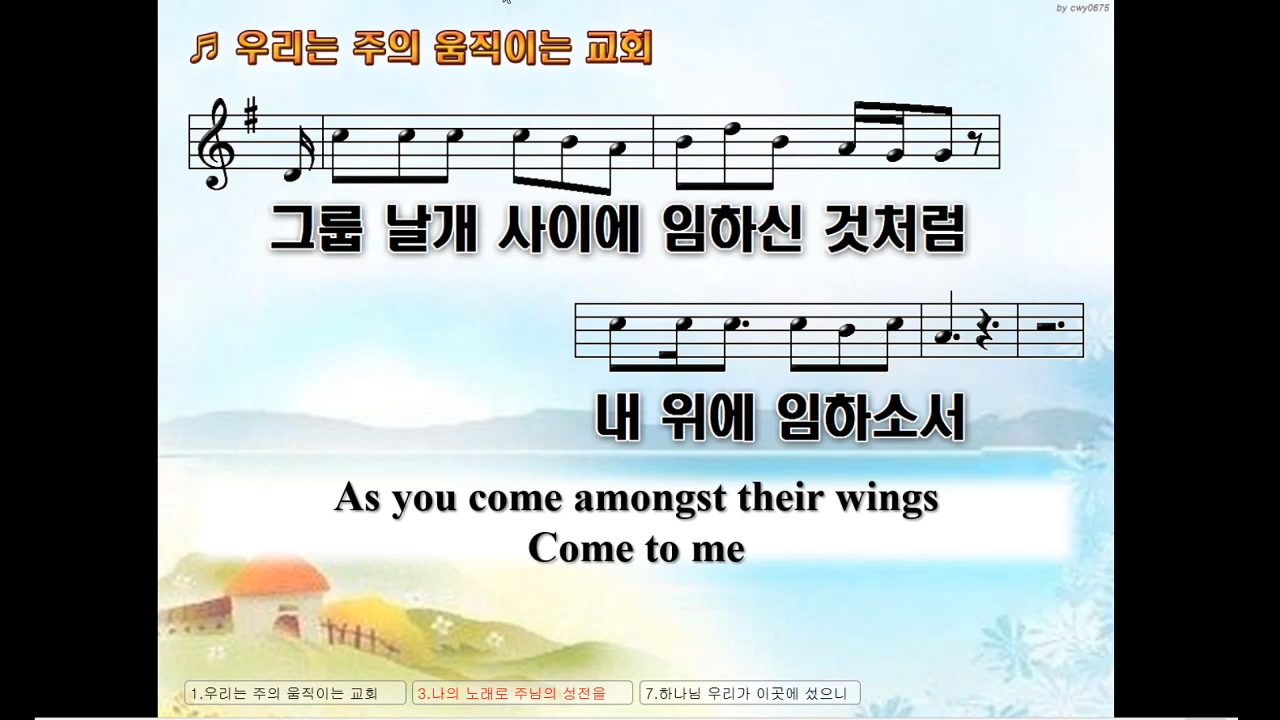 by cwy0675
♬ 우리는 주의 움직이는 교회
그룹 날개 사이에 임하신 것처럼
내 위에 임하소서
As you come amongst their wings
Come to me
1.우리는 주의 움직이는 교회
3.나의 노래로 주님의 성전을
7.하나님 우리가 이곳에 섰으니